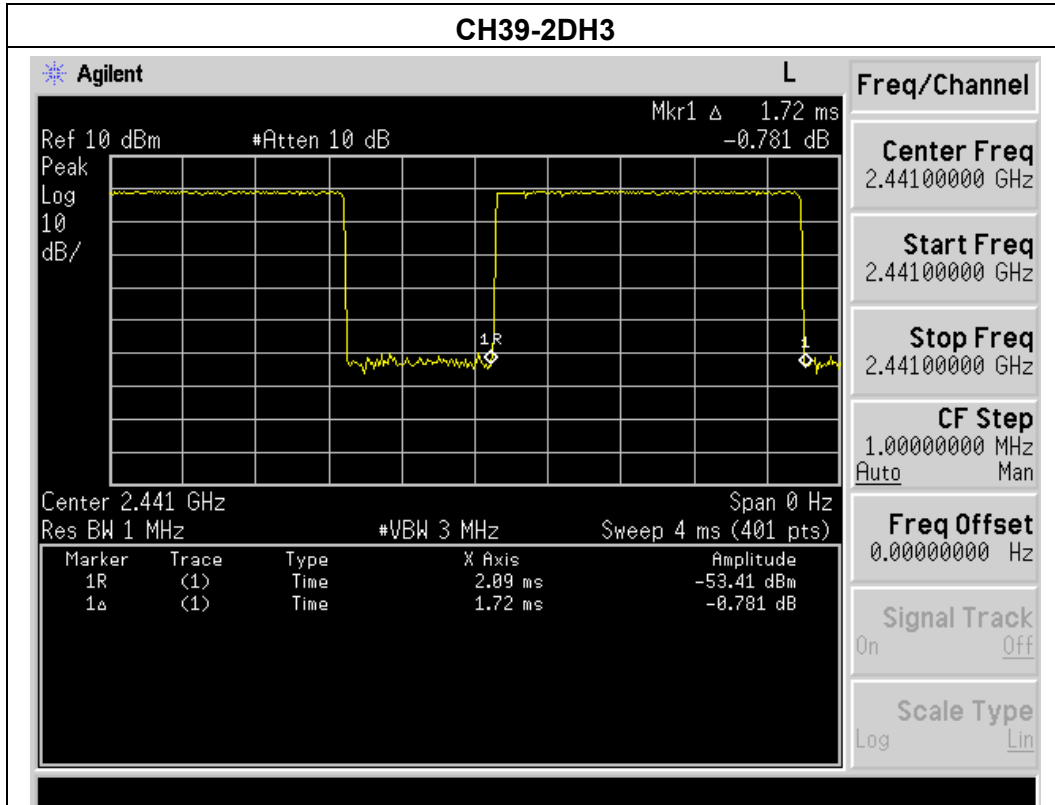 CH39-2DH3
Agilent L
Mkr1 Δ 1.72 ms
Ref 10 dBm #Atten 10 dB -0.781 dB
Peak
Log
10
dB/
1R
1
Center 2.441 GHz Span 0 Hz
Res BW 1 MHz #VBW 3 MHz Sweep 4 ms (401 pts)
Marker Trace Type X Axis Amplitude
1R (1) Time 2.09 ms -53.41 dBm
1Δ (1) Time 1.72 ms -0.781 dB
Freq/Channel
Center Freq
2.44100000 GHz
Start Freq
2.44100000 GHz
Stop Freq
2.44100000 GHz
CF Step
1.00000000 MHz
Auto Man
Freq Offset
0.00000000 Hz
Signal Track
On Off
Scale Type
Log Lin